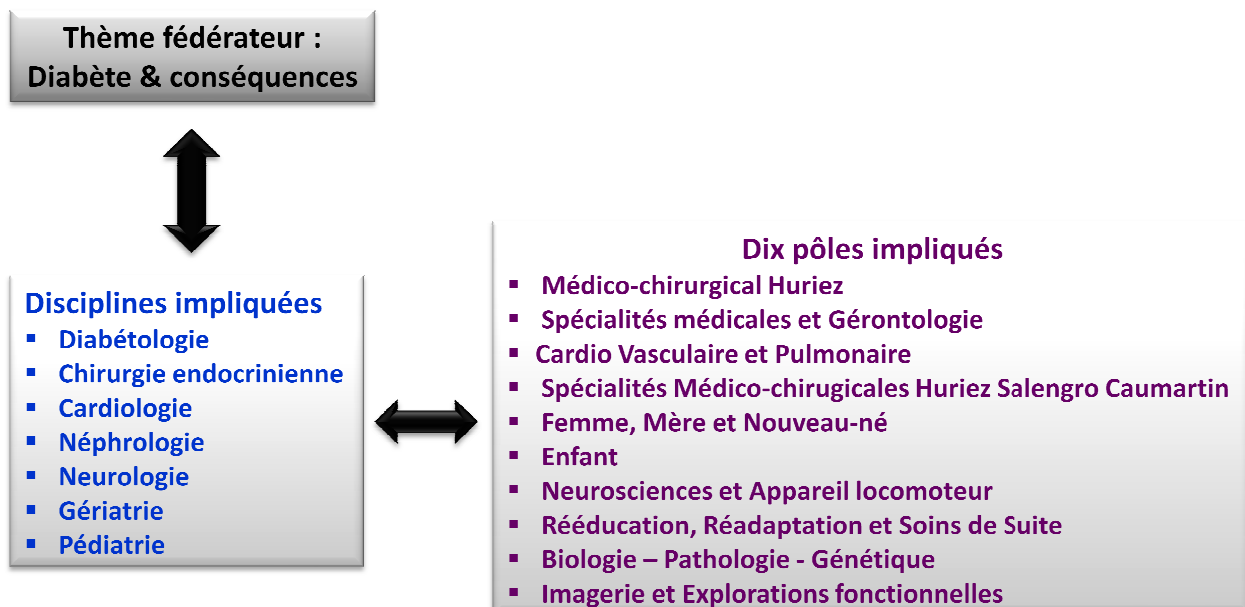 Thème fédérateur :
Diabète & conséquences
Disciplines impliquées
▪ Diabétologie
▪ Chirurgie endocrinienne
▪ Cardiologie
▪ Néphrologie
▪ Neurologie
▪ Gériatrie
▪ Pédiatrie
Dix pôles impliqués
▪ Médico-chirurgical Huriez
▪ Spécialités médicales et Gérontologie
▪ Cardio Vasculaire et Pulmonaire
▪ Spécialités Médico-chirugicales Huriez Salengro Caumartin
▪ Femme, Mère et Nouveau-né
▪ Enfant
▪ Neurosciences et Appareil locomoteur
▪ Rééducation, Réadaptation et Soins de Suite
▪ Biologie – Pathologie - Génétique
▪ Imagerie et Explorations fonctionnelles